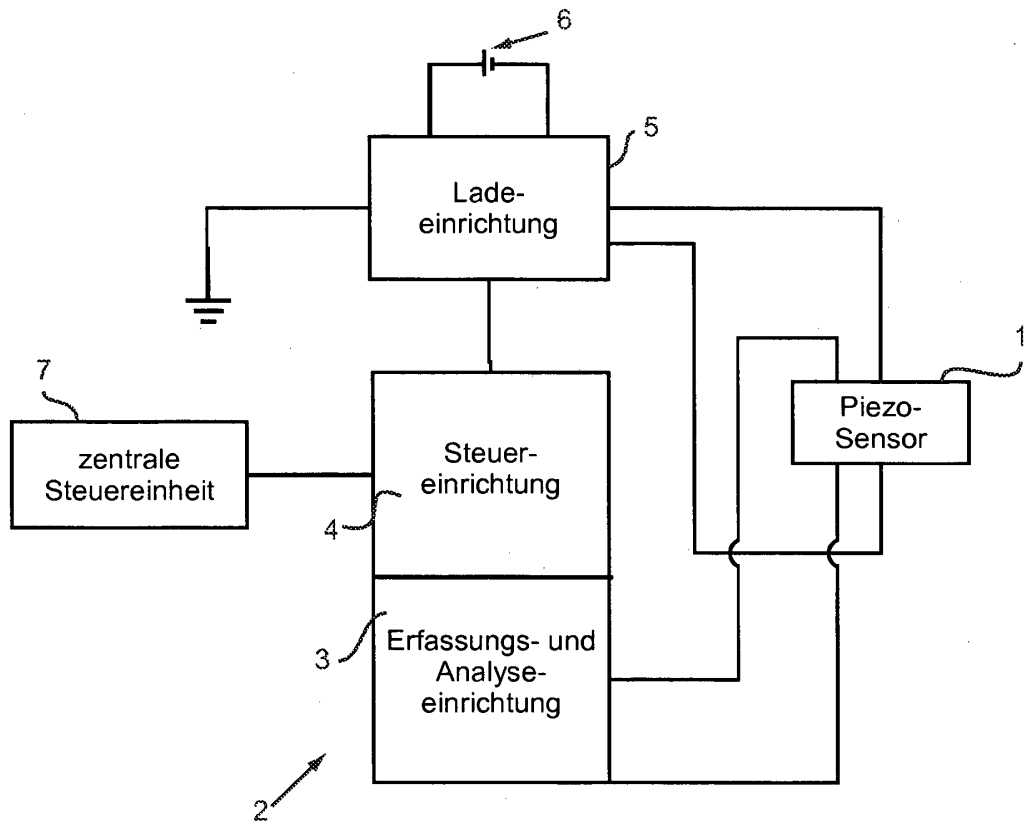 6
5
Lade-
einrichtung
1
7
Piezo-
Sensor
zentrale
Steuereinheit
Steuer-
einrichtung
4
3
Erfassungs- und
Analyse-
einrichtung
2